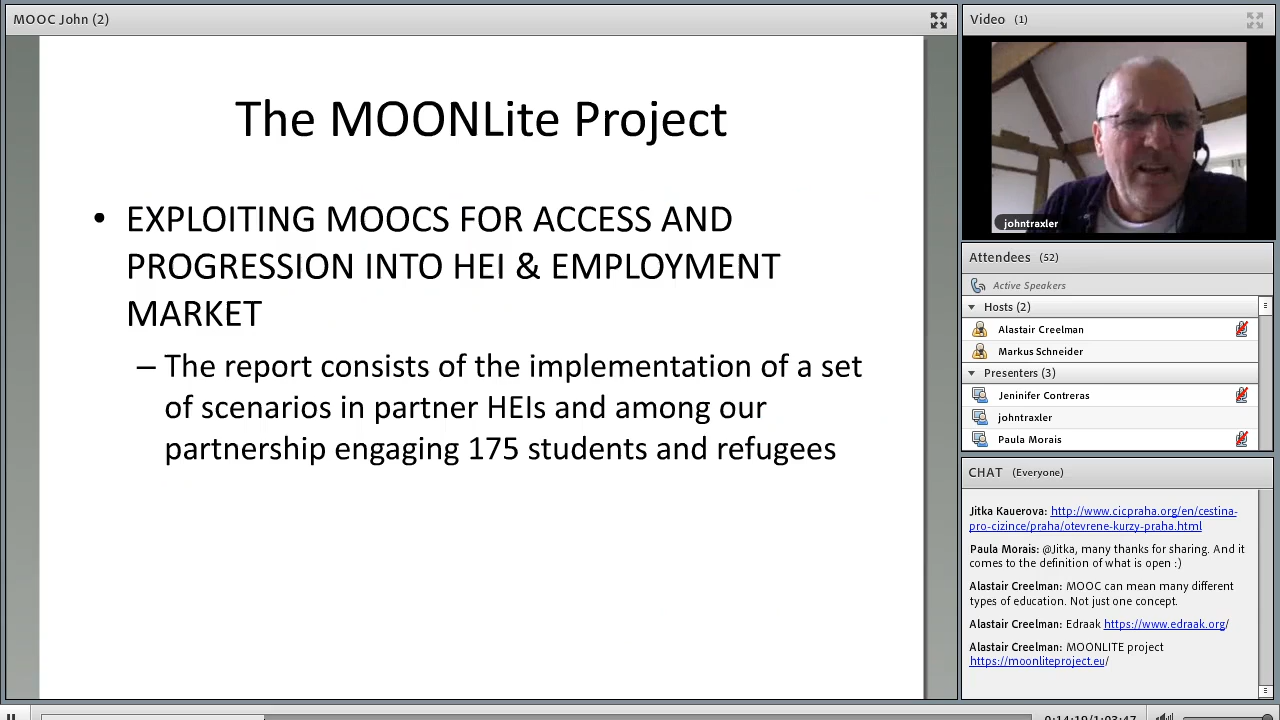 MOOC John (2)
The MOONLite Project
• EXPLOITING MOOCS FOR ACCESS AND
PROGRESSION INTO HEI & EMPLOYMENT
MARKET
– The report consists of the implementation of a set
of scenarios in partner HEIs and among our
partnership engaging 175 students and refugees
Video (1)
johntraxler
Attendees (52)
Active Speakers
Hosts (2)
Alastair Creelman
Markus Schneider
Presenters (3)
Jeninifer Contreras
johntraxler
Paula Morais
CHAT (Everyone)
Jitka Kauerova: http://www.cicpraha.org/en/cestina-
pro-cizince/praha/otevrene-kurzy-praha.html
Paula Morais: @Jitka, many thanks for sharing. And it
comes to the definition of what is open :)
Alastair Creelman: MOOC can mean many different
types of education. Not just one concept.
Alastair Creelman: Edraak https://www.edraak.org/
Alastair Creelman: MOONLITE project
https://moonliteproject.eu/
0:14:19/1:03:47